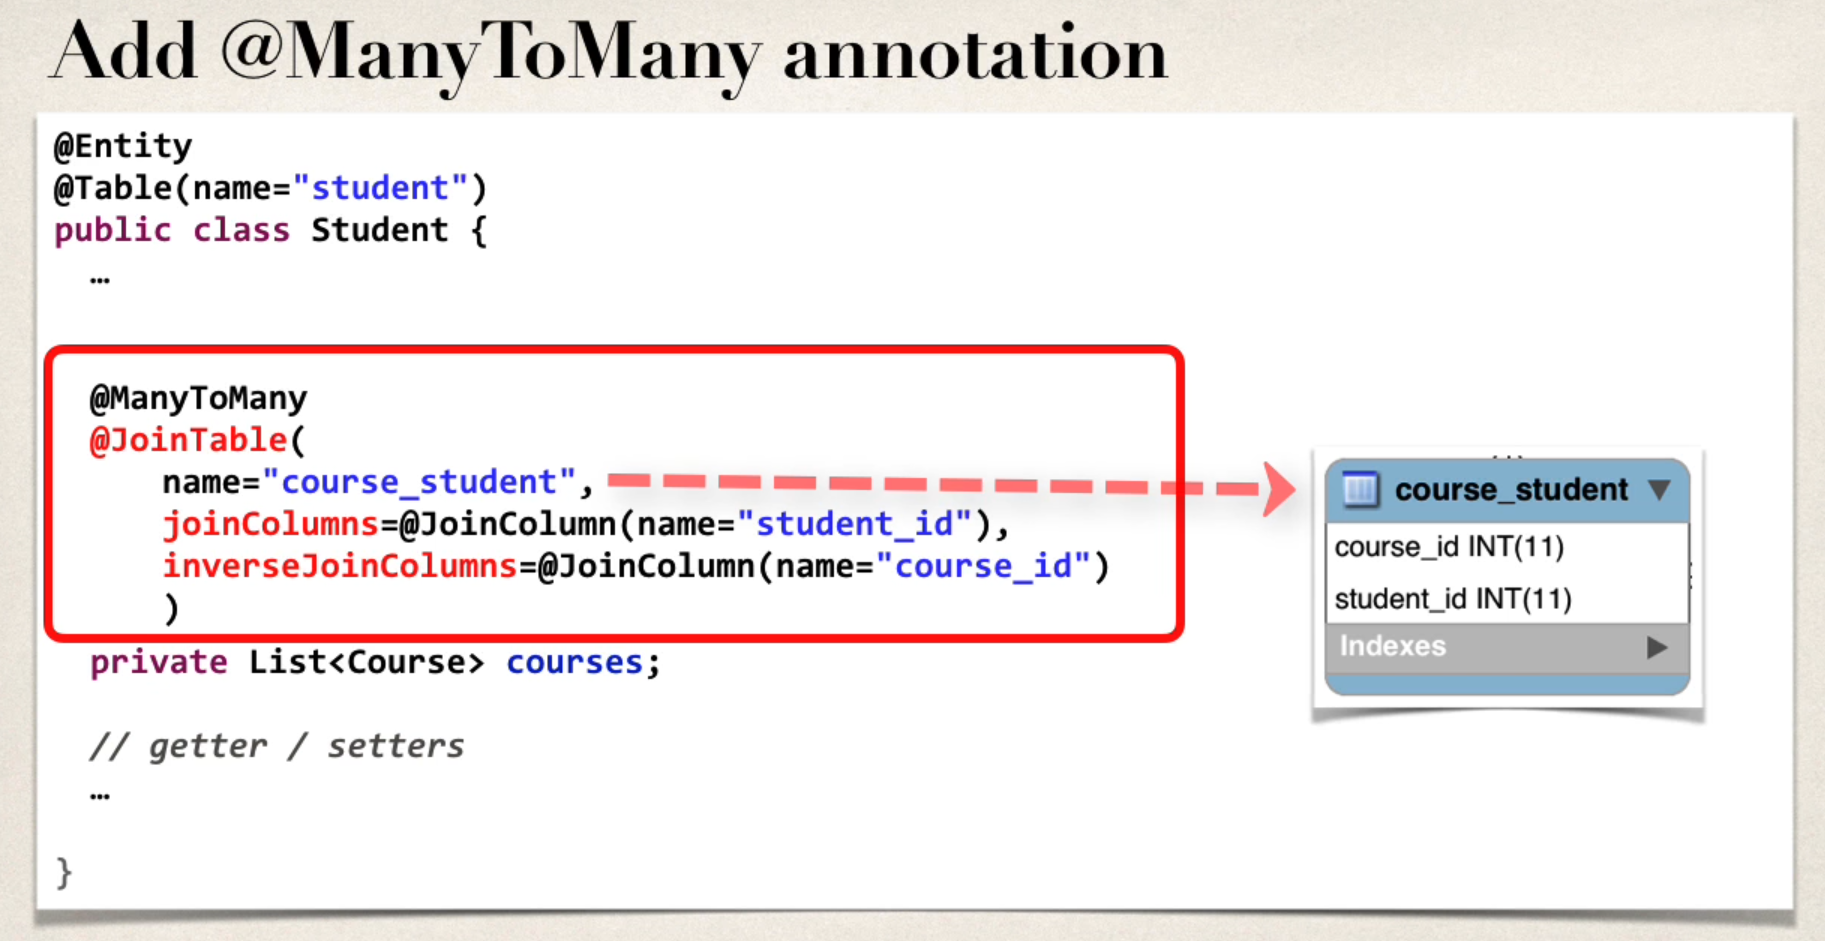 Add @ManyToMany annotation
@Entity
@Table(name="student")
public class Student {
…
@ManyToMany
@JoinTable(
name="course_student",
joinColumns=@JoinColumn(name="student_id"),
inverseJoinColumns=@JoinColumn(name="course_id")
)
private List<Course> courses;
// getter / setters
…
}
course_student
course_id INT(11)
student_id INT(11)
Indexes